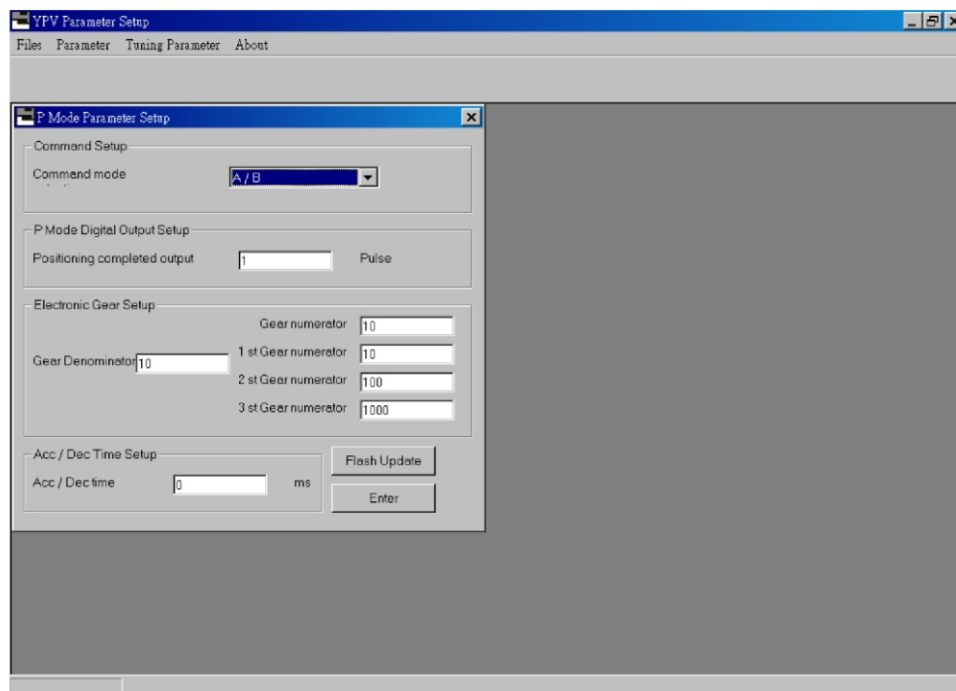 YPV Parameter Setup
Files Parameter Tuning Parameter About
P Mode Parameter Setup
Command Setup
Command mode
A / B
P Mode Digital Output Setup
Positioning completed output 1 Pulse
Electronic Gear Setup
Gear numerator 10
Gear Denominator 10
1 st Gear numerator 10
2 st Gear numerator 100
3 st Gear numerator 1000
Acc / Dec Time Setup
Acc / Dec time 0 ms
Flash Update
Enter